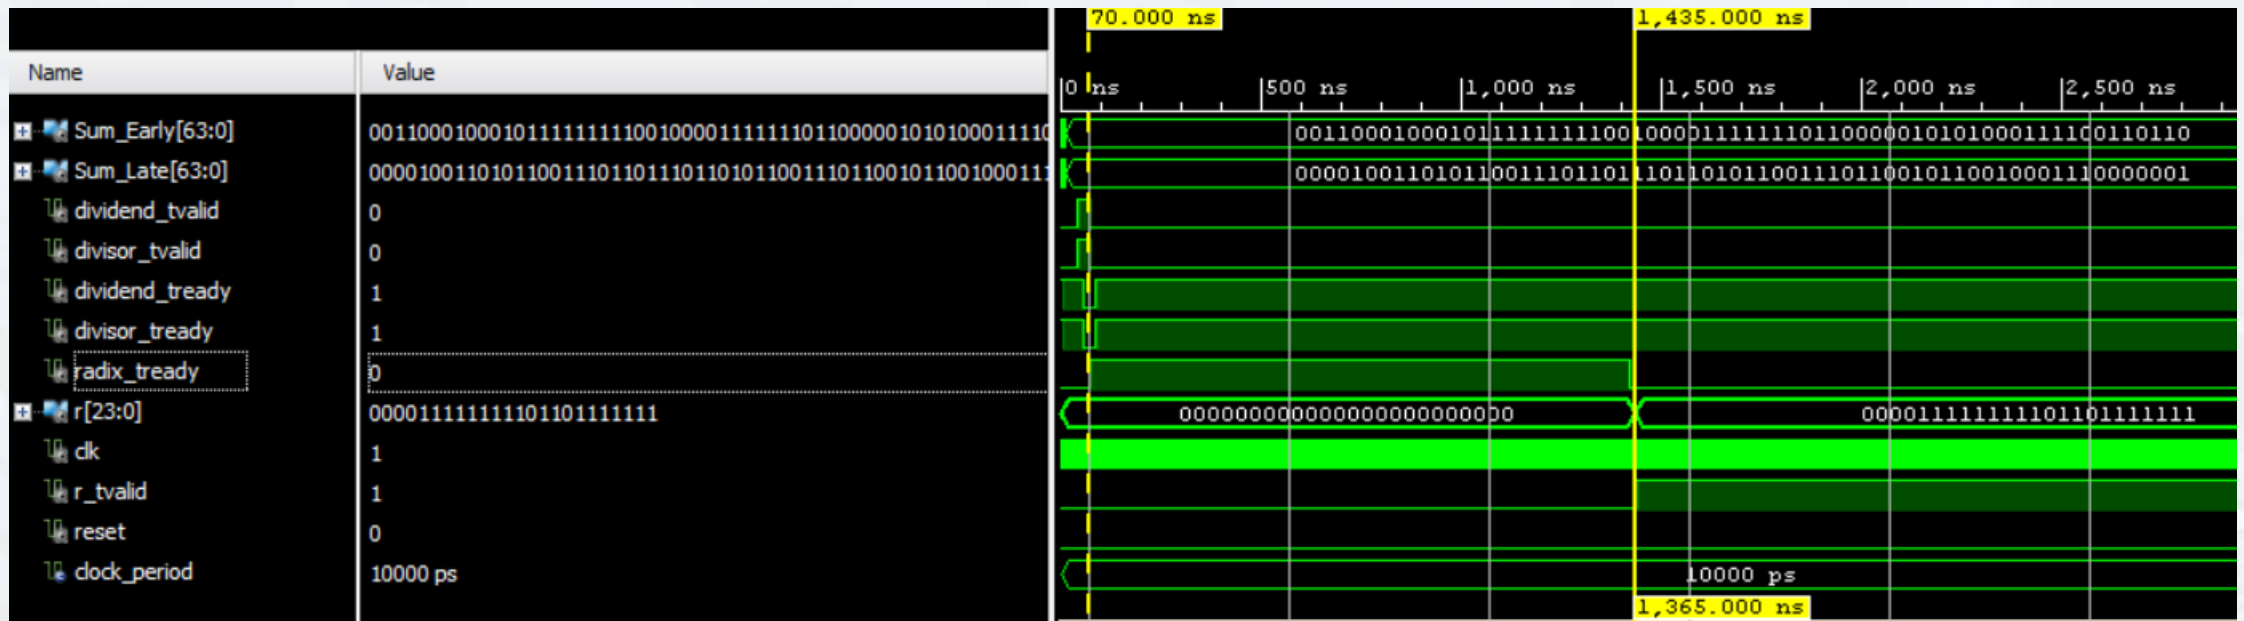 70.000 ns
1,435.000 ns
Name
Value
0 ns
500 ns
1,000 ns
1,500 ns
2,000 ns
2,500 ns
Sum_Early[63:0]
001100010001011111111100100001111111011000001010100011110
0011000100010111111111001000011111110110000010101000111100110110
Sum_Late[63:0]
000010011010110011101101110110101100111011001011001000111
0000100110101100111011011101101011001110110010110010001110000001
dividend_tvalid
0
divisor_tvalid
0
dividend_tready
1
divisor_tready
1
radix_tready
0
r[23:0]
000011111111101101111111
000000000000000000000000
000011111111101101111111
clk
1
r_tvalid
1
reset
0
clock_period
10000 ps
10000 ps
1,365.000 ns